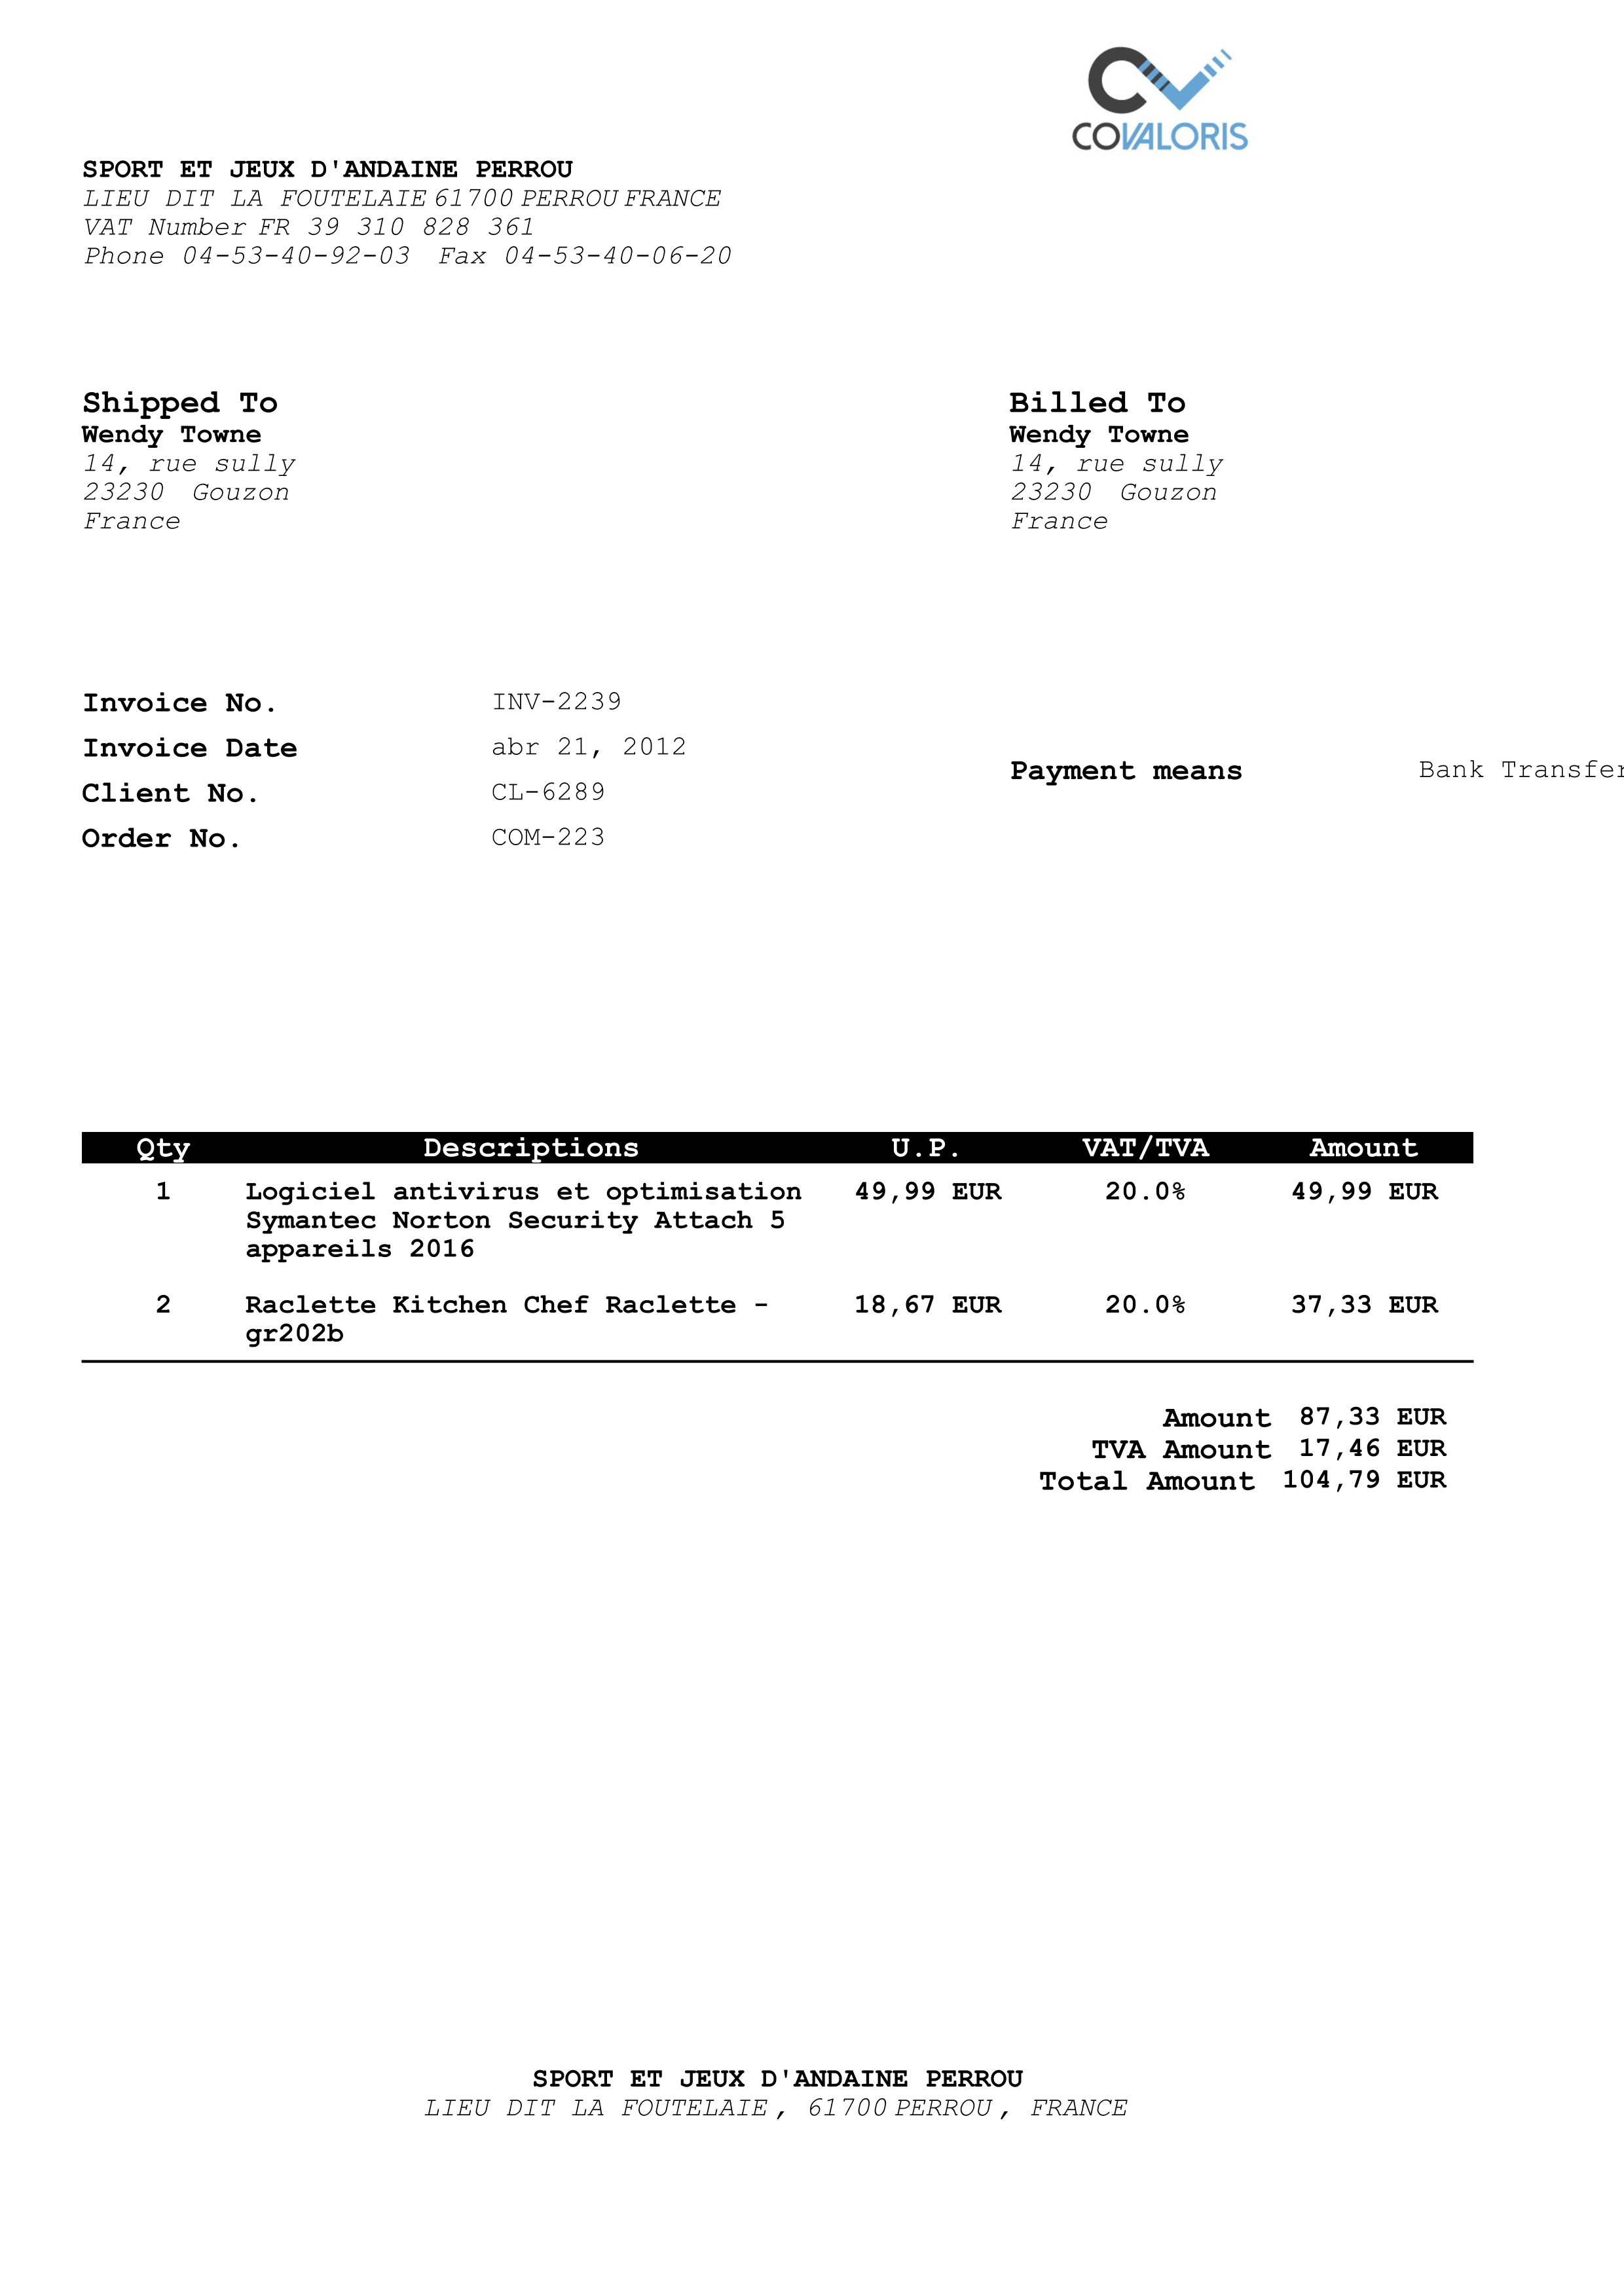 COVALORIS
SPORT ET JEUX D'ANDAINE PERROU
LIEU DIT LA FOUTELAIE 61700 PERROU FRANCE
VAT Number FR 39 310 828 361
Phone 04-53-40-92-03 Fax 04-53-40-06-20
Shipped To
Wendy Towne
14, rue sully
23230 Gouzon
France
Billed To
Wendy Towne
14, rue sully
23230 Gouzon
France
Invoice No. INV-2239
Invoice Date abr 21, 2012
Client No. CL-6289
Order No. COM-223
Payment means Bank Transfer
Qty Descriptions U.P. VAT/TVA Amount
1 Logiciel antivirus et optimisation 49,99 EUR 20.0% 49,99 EUR
Symantec Norton Security Attach 5
appareils 2016
2 Raclette Kitchen Chef Raclette - 18,67 EUR 20.0% 37,33 EUR
gr202b
Amount 87,33 EUR
TVA Amount 17,46 EUR
Total Amount 104,79 EUR
SPORT ET JEUX D'ANDAINE PERROU
LIEU DIT LA FOUTELAIE , 61700 PERROU , FRANCE